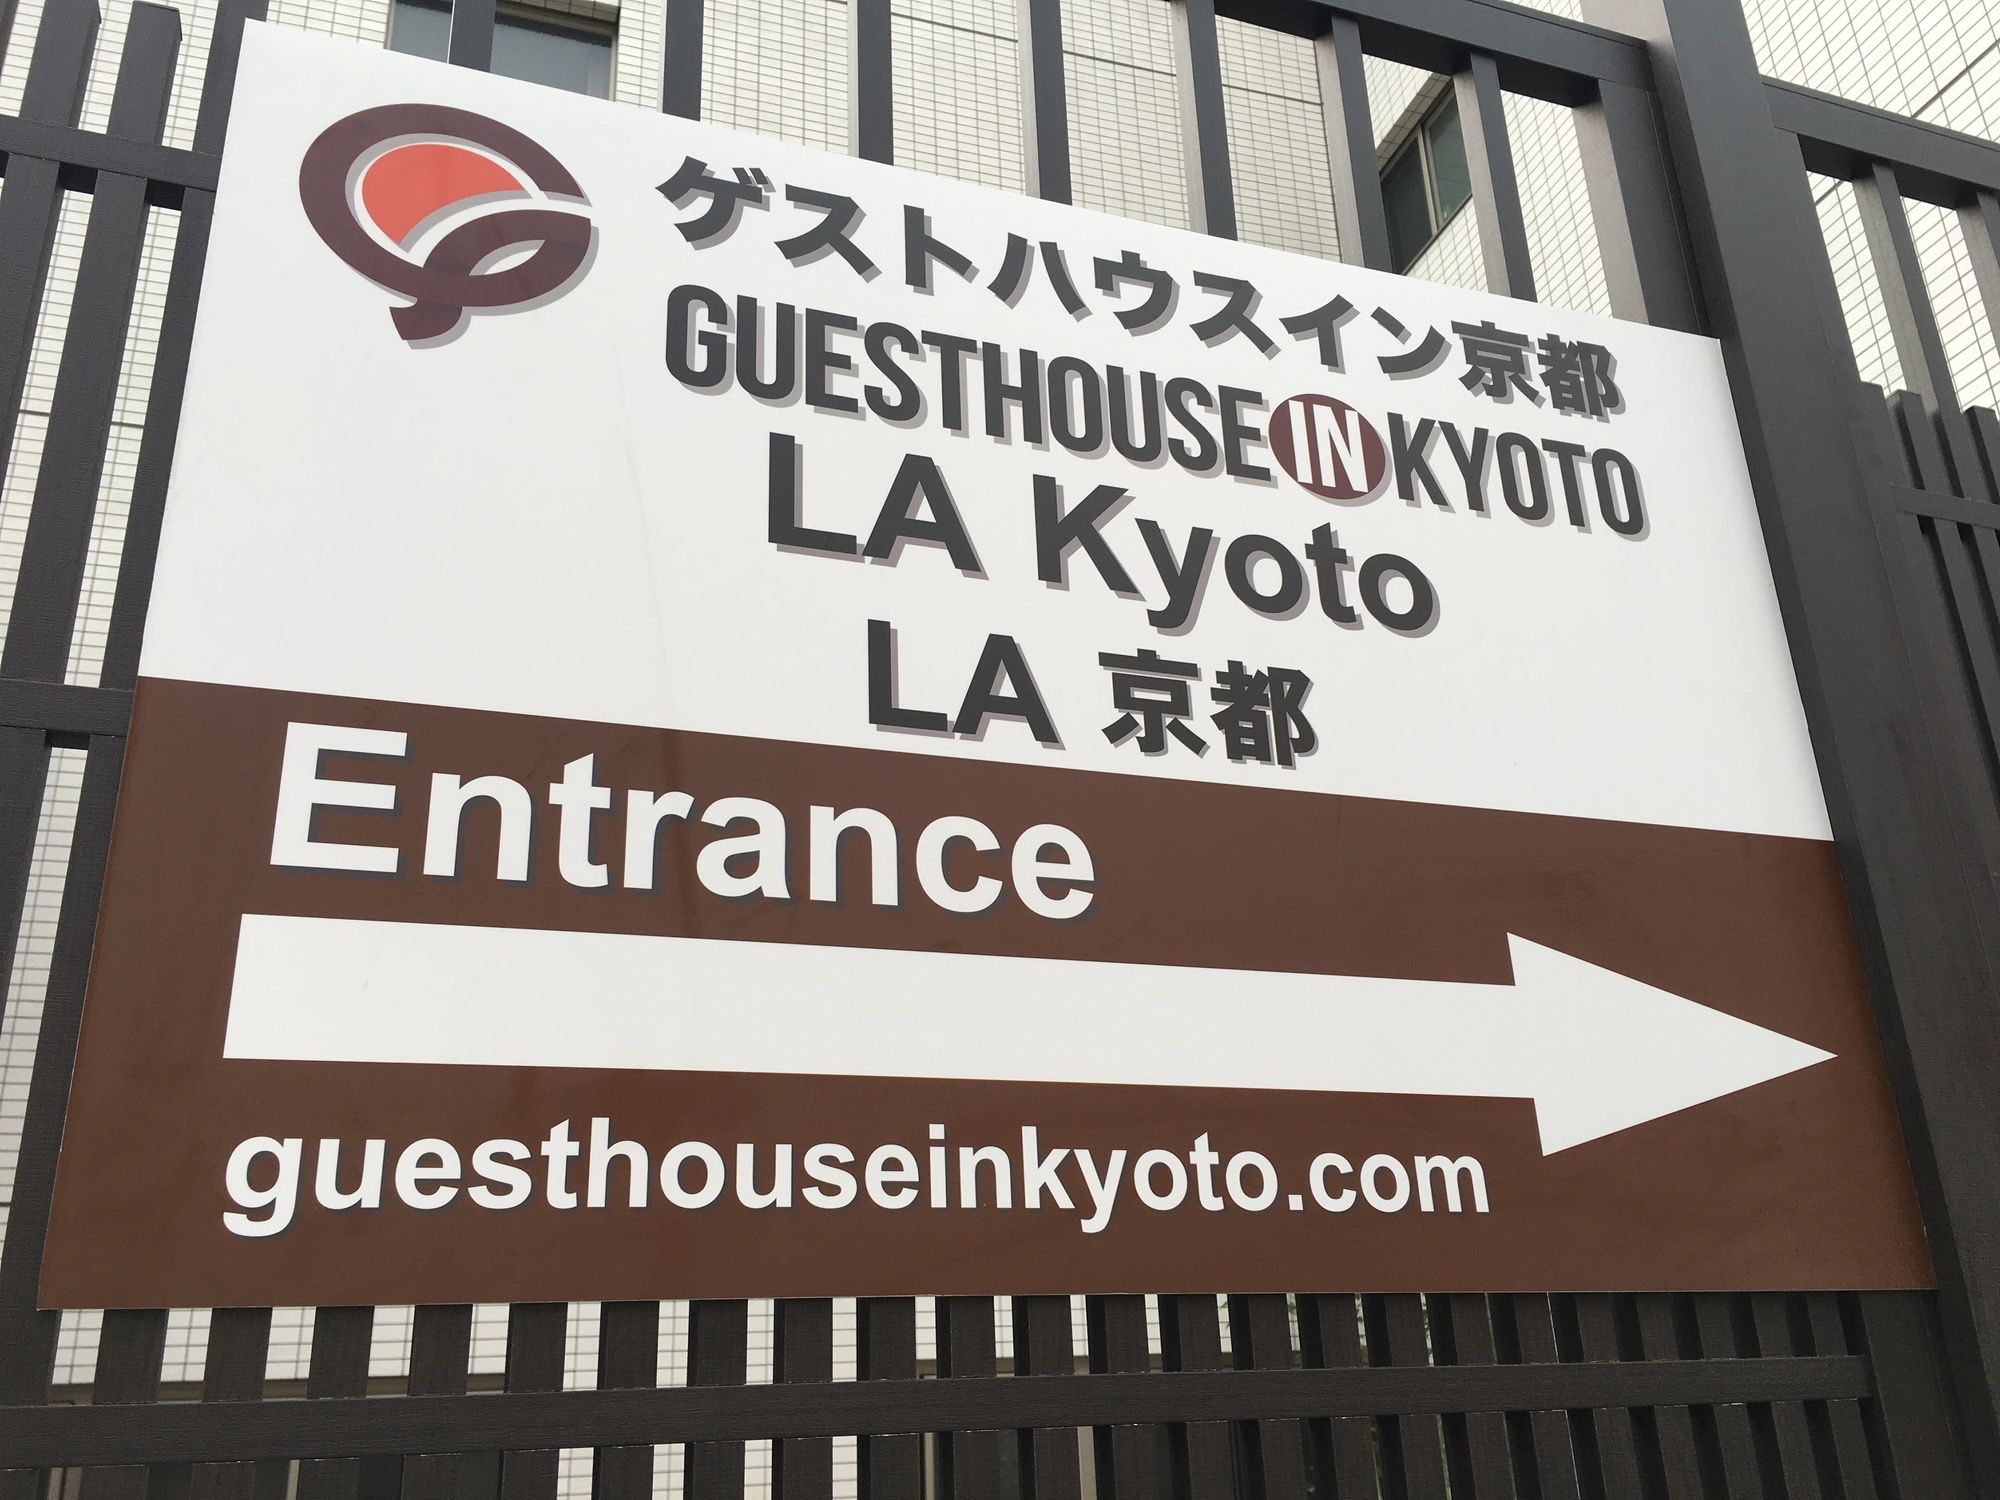 ゲストハウスイン京都
GUESTHOUSE IN KYOTO
LA Kyoto
LA 京都
Entrance
guesthouseinkyoto.com